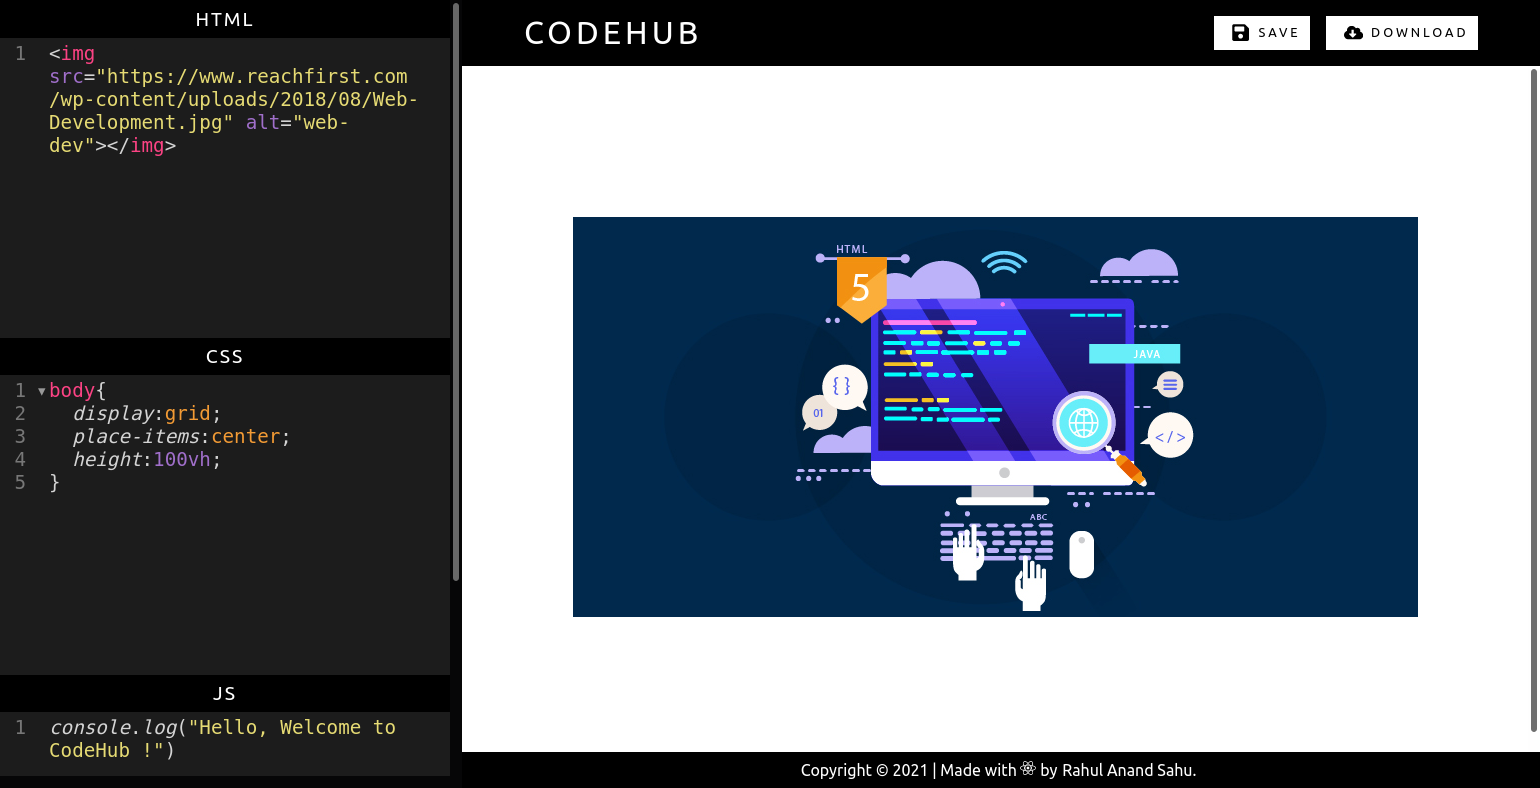 HTML
1 <img
src="https://www.reachfirst.com
/wp-content/uploads/2018/08/Web-
Development.jpg" alt="web-
dev"></img>
CSS
1 ▾ body{
2 display:grid;
3 place-items:center;
4 height:100vh;
5 }
JS
1 console.log("Hello, Welcome to
CodeHub !")
CODEHUB
SAVE
DOWNLOAD
HTML
5
JAVA
{ }
01
</>
ABC
Copyright © 2021 | Made with by Rahul Anand Sahu.